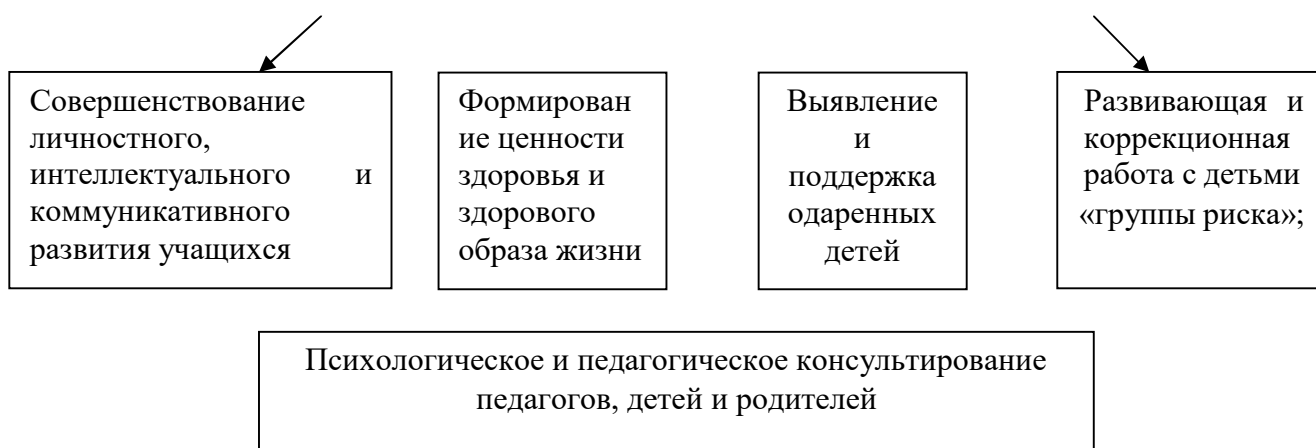 Совершенствование
личностного,
интеллектуального и
коммуникативного
развития учащихся
Формирован
ие ценности
здоровья и
здорового
образа жизни
Выявление
и
поддержка
одаренных
детей
Развивающая и
коррекционная
работа с детьми
«группы риска»;
Психологическое и педагогическое консультирование
педагогов, детей и родителей